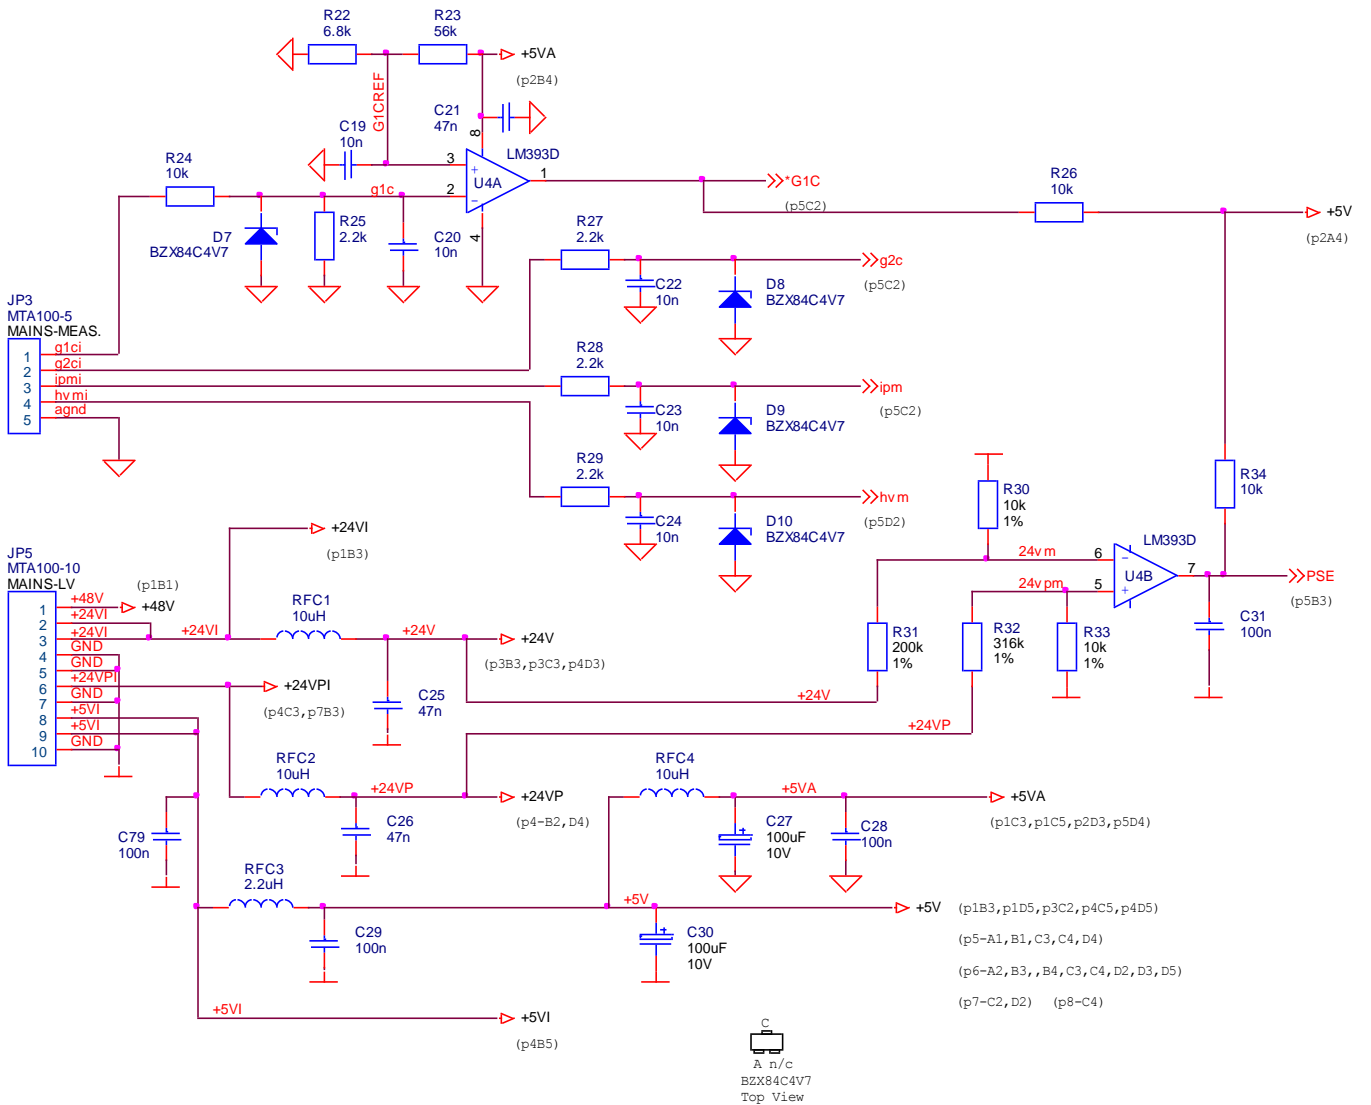 R22
6.8k
R23
56k
+5VA
(p2B4)
G1CREF
C21
47n
C19
10n
8
LM393D
3
+
1
U4A
2
−
4
*G1C
(p5C2)
R24
10k
g1c
R25
2.2k
D7
BZX84C4V7
C20
10n
R26
10k
+5V
(p2A4)
R27
2.2k
g2c
(p5C2)
C22
10n
D8
BZX84C4V7
JP3
MTA100-5
MAINS-MEAS.
1 g1ci
2 g2ci
3 ipmi
4 hvmi
5 agnd
R28
2.2k
ipm
(p5C2)
C23
10n
D9
BZX84C4V7
R29
2.2k
hvm
(p5D2)
C24
10n
D10
BZX84C4V7
R30
10k
1%
R34
10k
LM393D
24vm
6
−
7
U4B
24vpm
5
+
PSE
(p5B3)
C31
100n
R31
200k
1%
R32
316k
1%
R33
10k
1%
+24VI
(p1B3)
JP5
MTA100-10
MAINS-LV
(p1B1)
1 +48V
+48V
2 +24VI
3 +24VI
4 GND
5 GND
6 +24VPI
7 GND
8 +5VI
9 +5VI
10 GND
+24VI
RFC1
10uH
+24V
+24V
(p3B3,p3C3,p4D3)
+24VPI
(p4C3,p7B3)
C25
47n
+24V
+24VP
RFC2
10uH
+24VP
+24VP
(p4-B2,D4)
C26
47n
RFC4
10uH
+5VA
+5VA
(p1C3,p1C5,p2D3,p5D4)
C27
100uF
10V
C28
100n
C79
100n
RFC3
2.2uH
+5V
+5V
(p1B3,p1D5,p3C2,p4C5,p4D5)
(p5-A1,B1,C3,C4,D4)
(p6-A2,B3,,B4,C3,C4,D2,D3,D5)
(p7-C2,D2) (p8-C4)
C29
100n
C30
100uF
10V
+5VI
+5VI
(p4B5)
C
A n/c
BZX84C4V7
Top View